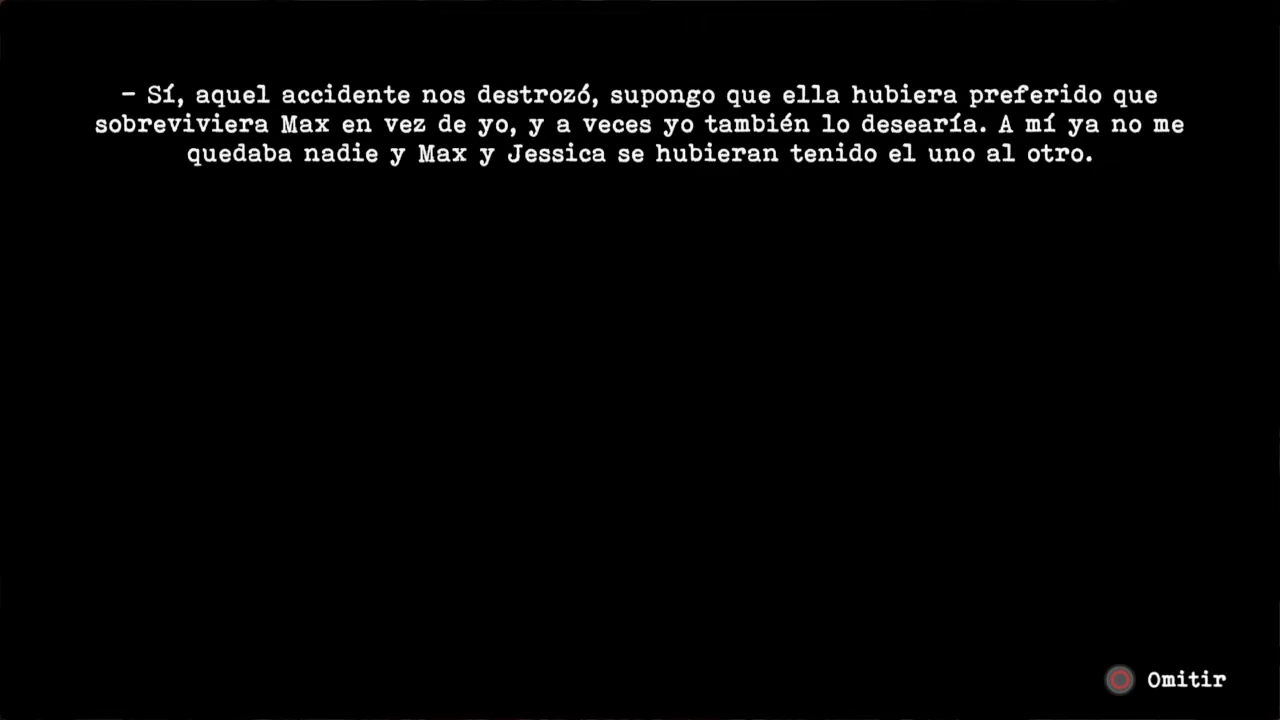 – Sí, aquel accidente nos destrozó, supongo que ella hubiera preferido que
sobreviviera Max en vez de yo, y a veces yo también lo desearía. A mí ya no me
quedaba nadie y Max y Jessica se hubieran tenido el uno al otro.
Omitir